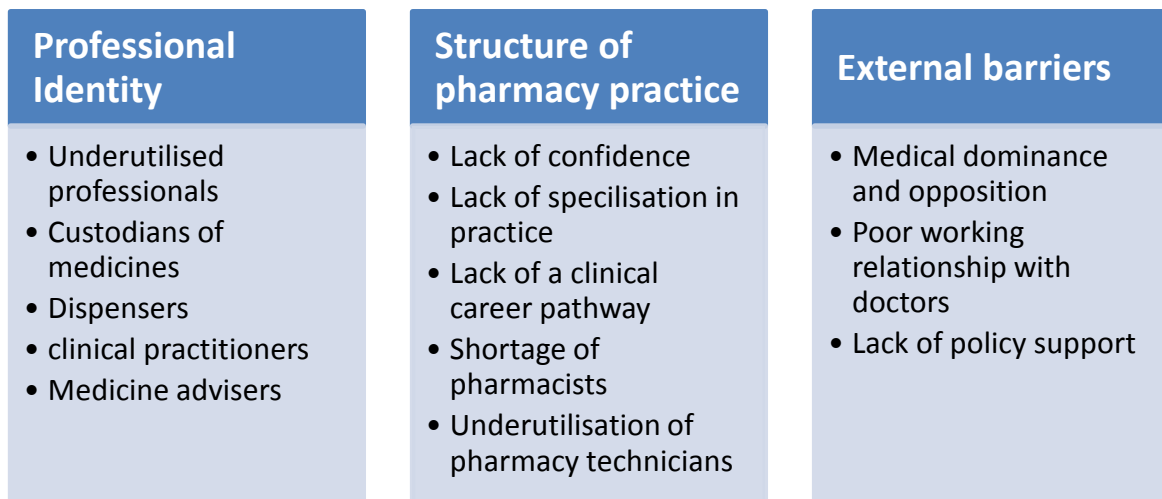 Professional
Identity
• Underutilised
professionals
• Custodians of
medicines
• Dispensers
• clinical practitioners
• Medicine advisers
Structure of
pharmacy practice
• Lack of confidence
• Lack of specilisation in
practice
• Lack of a clinical
career pathway
• Shortage of
pharmacists
• Underutilisation of
pharmacy technicians
External barriers
• Medical dominance
and opposition
• Poor working
relationship with
doctors
• Lack of policy support